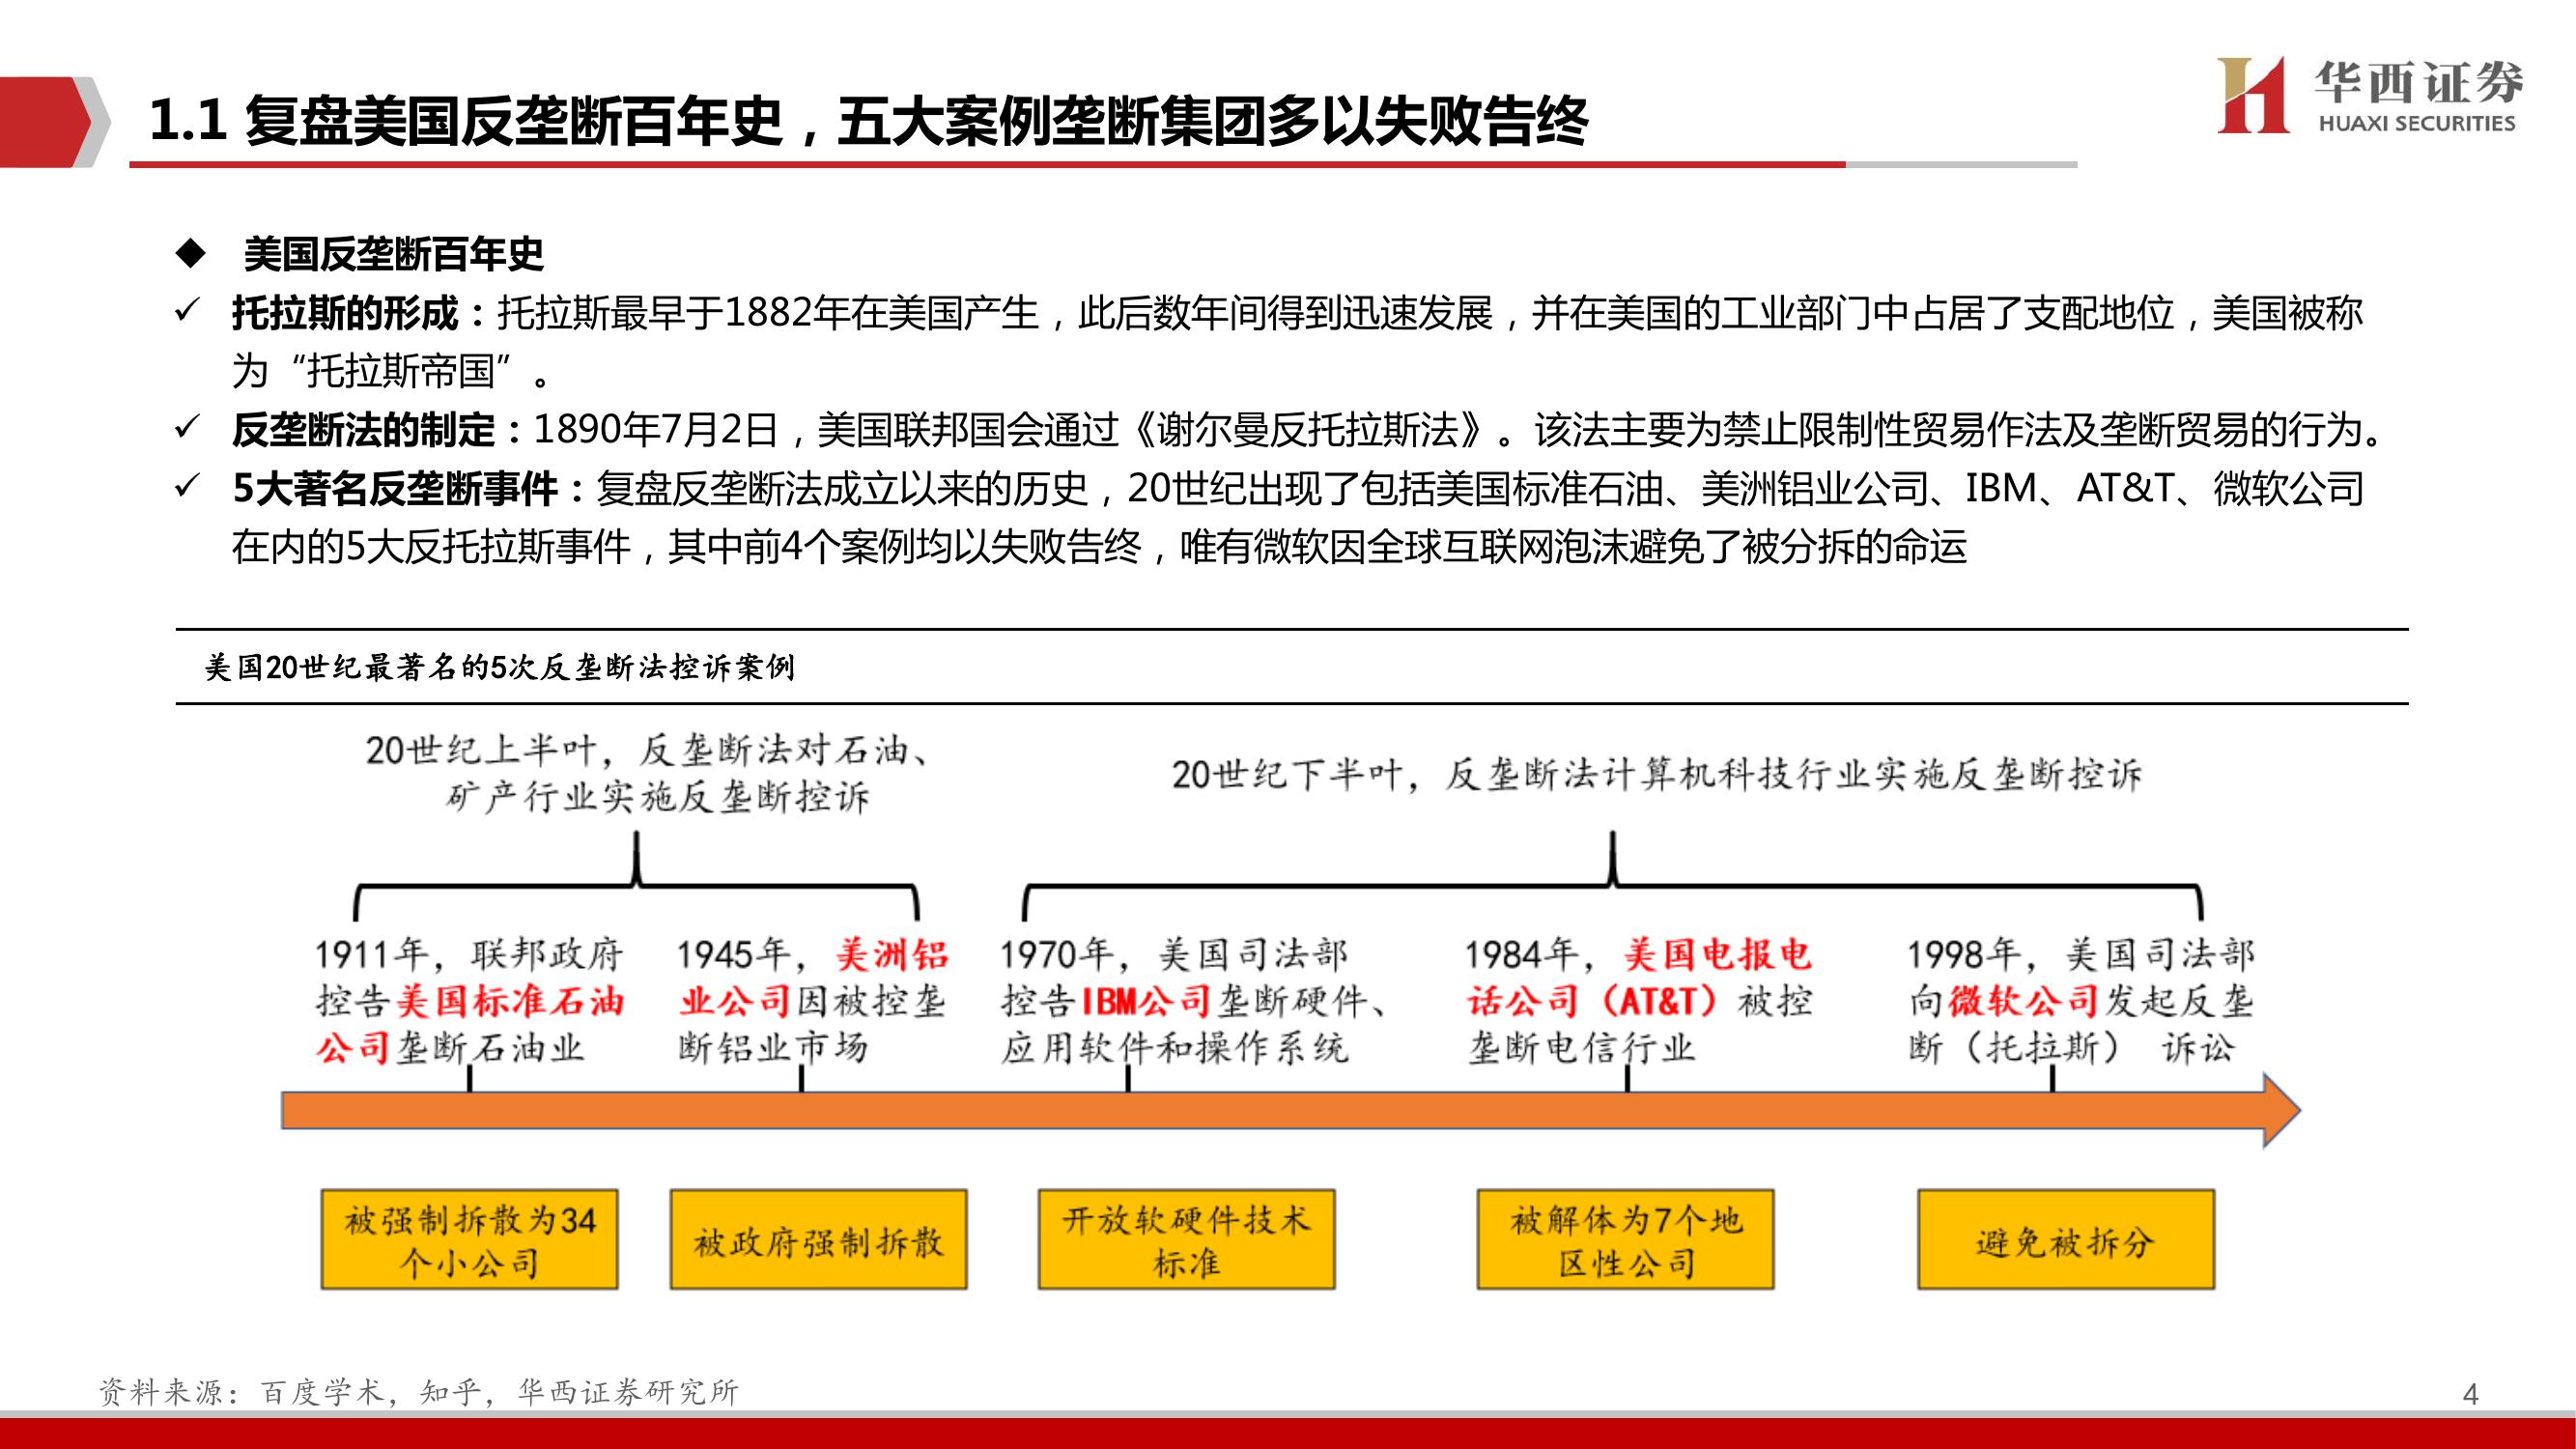 1.1 复盘美国反垄断百年史，五大案例垄断集团多以失败告终
华西证券
HUAXI SECURITIES
◆ 美国反垄断百年史
✓ 托拉斯的形成：托拉斯最早于1882年在美国产生，此后数年间得到迅速发展，并在美国的工业部门中占居了支配地位，美国被称
为“托拉斯帝国”。
✓ 反垄断法的制定：1890年7月2日，美国联邦国会通过《谢尔曼反托拉斯法》。该法主要为禁止限制性贸易作法及垄断贸易的行为。
✓ 5大著名反垄断事件：复盘反垄断法成立以来的历史，20世纪出现了包括美国标准石油、美洲铝业公司、IBM、AT&T、微软公司
在内的5大反托拉斯事件，其中前4个案例均以失败告终，唯有微软因全球互联网泡沫避免了被分拆的命运
美国20世纪最著名的5次反垄断法控诉案例
20世纪上半叶，反垄断法对石油、
矿产行业实施反垄断控诉
20世纪下半叶，反垄断法计算机科技行业实施反垄断控诉
1911年，联邦政府
控告美国标准石油
公司垄断石油业
1945年，美洲铝
业公司因被控垄
断铝业市场
1970年，美国司法部
控告IBM公司垄断硬件、
应用软件和操作系统
1984年，美国电报电
话公司（AT&T）被控
垄断电信行业
1998年，美国司法部
向微软公司发起反垄
断（托拉斯） 诉讼
被强制拆散为34
个小公司
被政府强制拆散
开放软硬件技术
标准
被解体为7个地
区性公司
避免被拆分
资料来源：百度学术，知乎，华西证券研究所
4